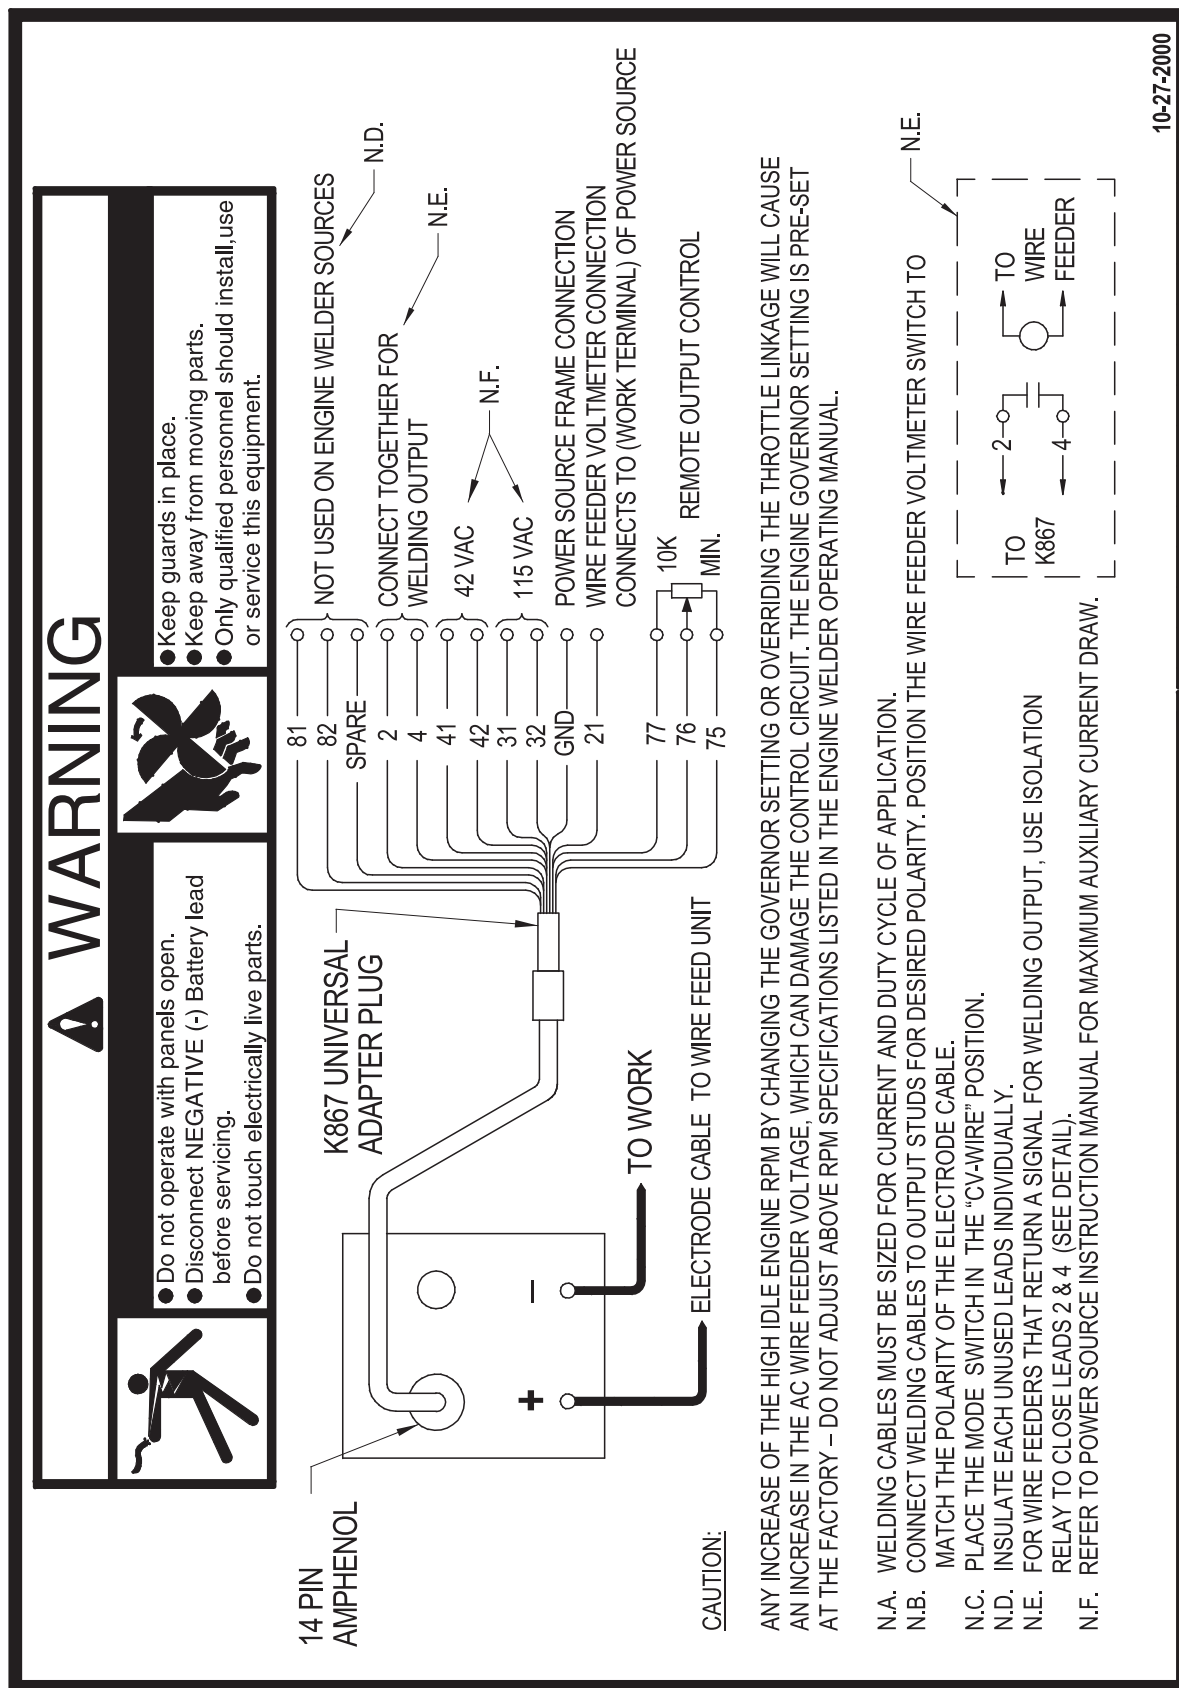 WARNING
● Do not operate with panels open.
● Disconnect NEGATIVE (-) Battery lead
before servicing.
● Do not touch electrically live parts.
● Keep guards in place.
● Keep away from moving parts.
● Only qualified personnel should install,use
or service this equipment.
14 PIN
AMPHENOL
K867 UNIVERSAL
ADAPTER PLUG
+
–
TO WORK
ELECTRODE CABLE TO WIRE FEED UNIT
81
82
SPARE
NOT USED ON ENGINE WELDER SOURCES
N.D.
2
4
CONNECT TOGETHER FOR
WELDING OUTPUT
N.E.
41
42
42 VAC
31
32
115 VAC
N.F.
GND
POWER SOURCE FRAME CONNECTION
21
WIRE FEEDER VOLTMETER CONNECTION
CONNECTS TO (WORK TERMINAL) OF POWER SOURCE
77
76
75
10K
MIN.
REMOTE OUTPUT CONTROL
CAUTION:
ANY INCREASE OF THE HIGH IDLE ENGINE RPM BY CHANGING THE GOVERNOR SETTING OR OVERRIDING THE THROTTLE LINKAGE WILL CAUSE
AN INCREASE IN THE AC WIRE FEEDER VOLTAGE, WHICH CAN DAMAGE THE CONTROL CIRCUIT. THE ENGINE GOVERNOR SETTING IS PRE-SET
AT THE FACTORY – DO NOT ADJUST ABOVE RPM SPECIFICATIONS LISTED IN THE ENGINE WELDER OPERATING MANUAL.
N.A. WELDING CABLES MUST BE SIZED FOR CURRENT AND DUTY CYCLE OF APPLICATION.
N.B. CONNECT WELDING CABLES TO OUTPUT STUDS FOR DESIRED POLARITY. POSITION THE WIRE FEEDER VOLTMETER SWITCH TO
MATCH THE POLARITY OF THE ELECTRODE CABLE.
N.C. PLACE THE MODE SWITCH IN THE “CV-WIRE” POSITION.
N.D. INSULATE EACH UNUSED LEADS INDIVIDUALLY.
N.E. FOR WIRE FEEDERS THAT RETURN A SIGNAL FOR WELDING OUTPUT, USE ISOLATION
RELAY TO CLOSE LEADS 2 & 4 (SEE DETAIL).
N.F. REFER TO POWER SOURCE INSTRUCTION MANUAL FOR MAXIMUM AUXILIARY CURRENT DRAW.
N.E.
TO
K867
2
4
TO
WIRE
FEEDER
10-27-2000